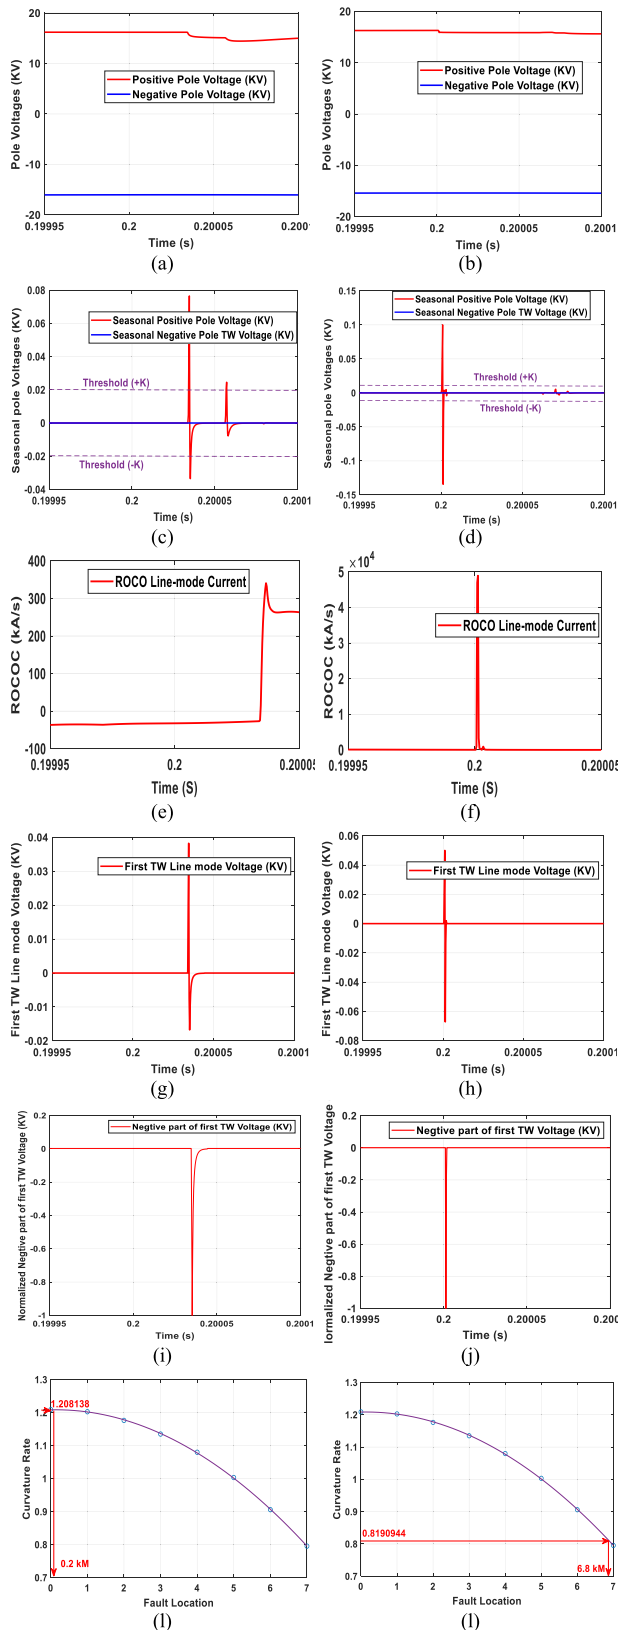 20
10
0
-10
-20
Pole Voltages (KV)
Positive Pole Voltage (KV)
Negative Pole Voltage (KV)
0.19995
0.2
0.20005
0.2001
Time (s)
(a)
20
10
0
-10
-20
Pole Voltages (KV)
Positive Pole Voltage (KV)
Negative Pole Voltage (KV)
0.19995
0.2
0.20005
0.2001
Time (s)
(b)
0.08
0.06
0.04
0.02
0
-0.02
-0.04
Seasonal pole Voltages (KV)
Seasonal Positive Pole Voltage (KV)
Seasonal Negative Pole TW Voltage (KV)
Threshold (+K)
Threshold (-K)
0.19995
0.2
0.20005
0.2001
Time (s)
(c)
0.15
0.1
0.05
0
-0.05
-0.1
-0.15
Seasonal pole Voltages (KV)
Seasonal Positive Pole Voltage (KV)
Seasonal Negative Pole TW Voltage (KV)
Threshold (+K)
Threshold (-K)
0.19995
0.2
0.20005
0.2001
Time (s)
(d)
400
300
200
100
0
-100
ROCOC (kA/s)
ROCO Line-mode Current
0.19995
0.2
0.20005
Time (S)
(e)
×10^4
5
4
3
2
1
0
ROCOC (kA/s)
ROCO Line-mode Current
0.19995
0.2
0.20005
Time (s)
(f)
0.04
0.03
0.02
0.01
0
-0.01
-0.02
First TW Line mode Voltage (KV)
First TW Line mode Voltage (KV)
0.19995
0.2
0.20005
0.2001
Time (s)
(g)
0.06
0.04
0.02
0
-0.02
-0.04
-0.06
-0.08
First TW Line mode Voltage (KV)
First TW Line mode Voltage (KV)
0.19995
0.2
0.20005
0.2001
Time (s)
(h)
0.2
0
-0.2
-0.4
-0.6
-0.8
-1
Normalized Negtive part of first TW Voltage (KV)
Negtive part of first TW Voltage (KV)
0.19995
0.2
0.20005
0.2001
Time (s)
(i)
0.2
0
-0.2
-0.4
-0.6
-0.8
-1
lormalized Negtive part of first TW Voltage
Negtive part of first TW Voltage (KV)
0.19995
0.2
0.20005
0.20
Time (s)
(j)
1.3
1.2
1.1
1
0.9
0.8
0.7
Curvature Rate
1.208138
0.2 kM
0 1 2 3 4 5 6 7
Fault Location
(l)
1.3
1.2
1.1
1
0.9
0.8
0.7
Curvature Rate
0.8190944
6.8 kM
0 1 2 3 4 5 6 7
Fault Location
(l)